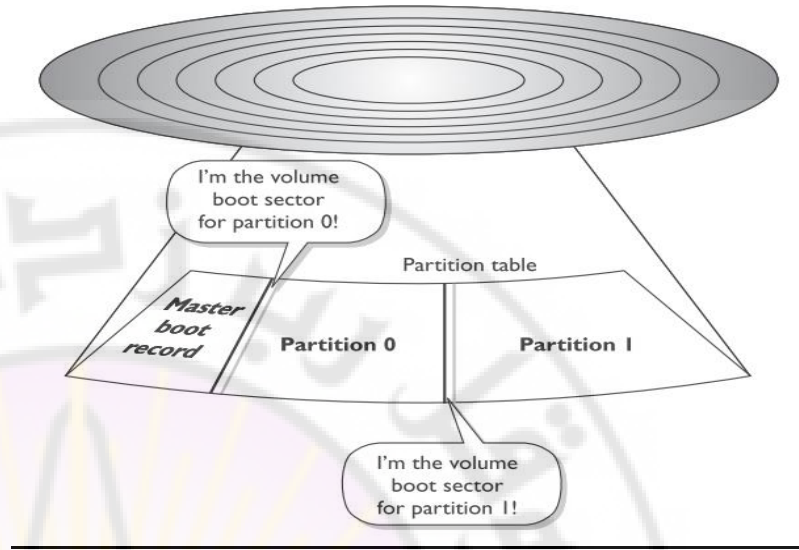 I'm the volume
boot sector
for partition 0!
Partition table
Master
boot
record
Partition 0
Partition 1
I'm the volume
boot sector
for partition 1!